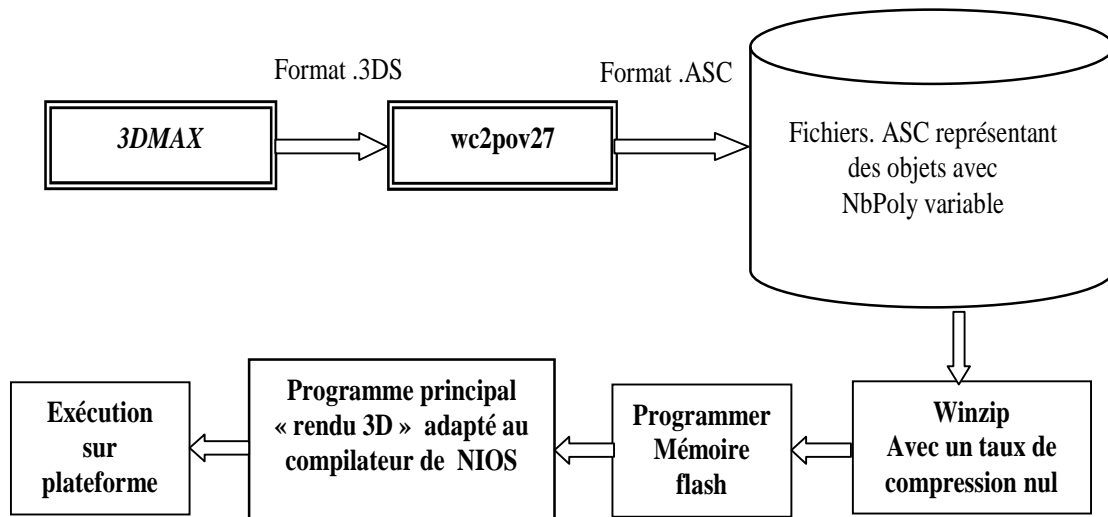 Format .3DS
Format .ASC
3DMAX
wc2pov27
Fichiers. ASC représentant
des objets avec
NbPoly variable
Exécution
sur
plateforme
Programme principal
« rendu 3D » adapté au
compilateur de NIOS
Programmer
Mémoire
flash
Winzip
Avec un taux de
compression nul